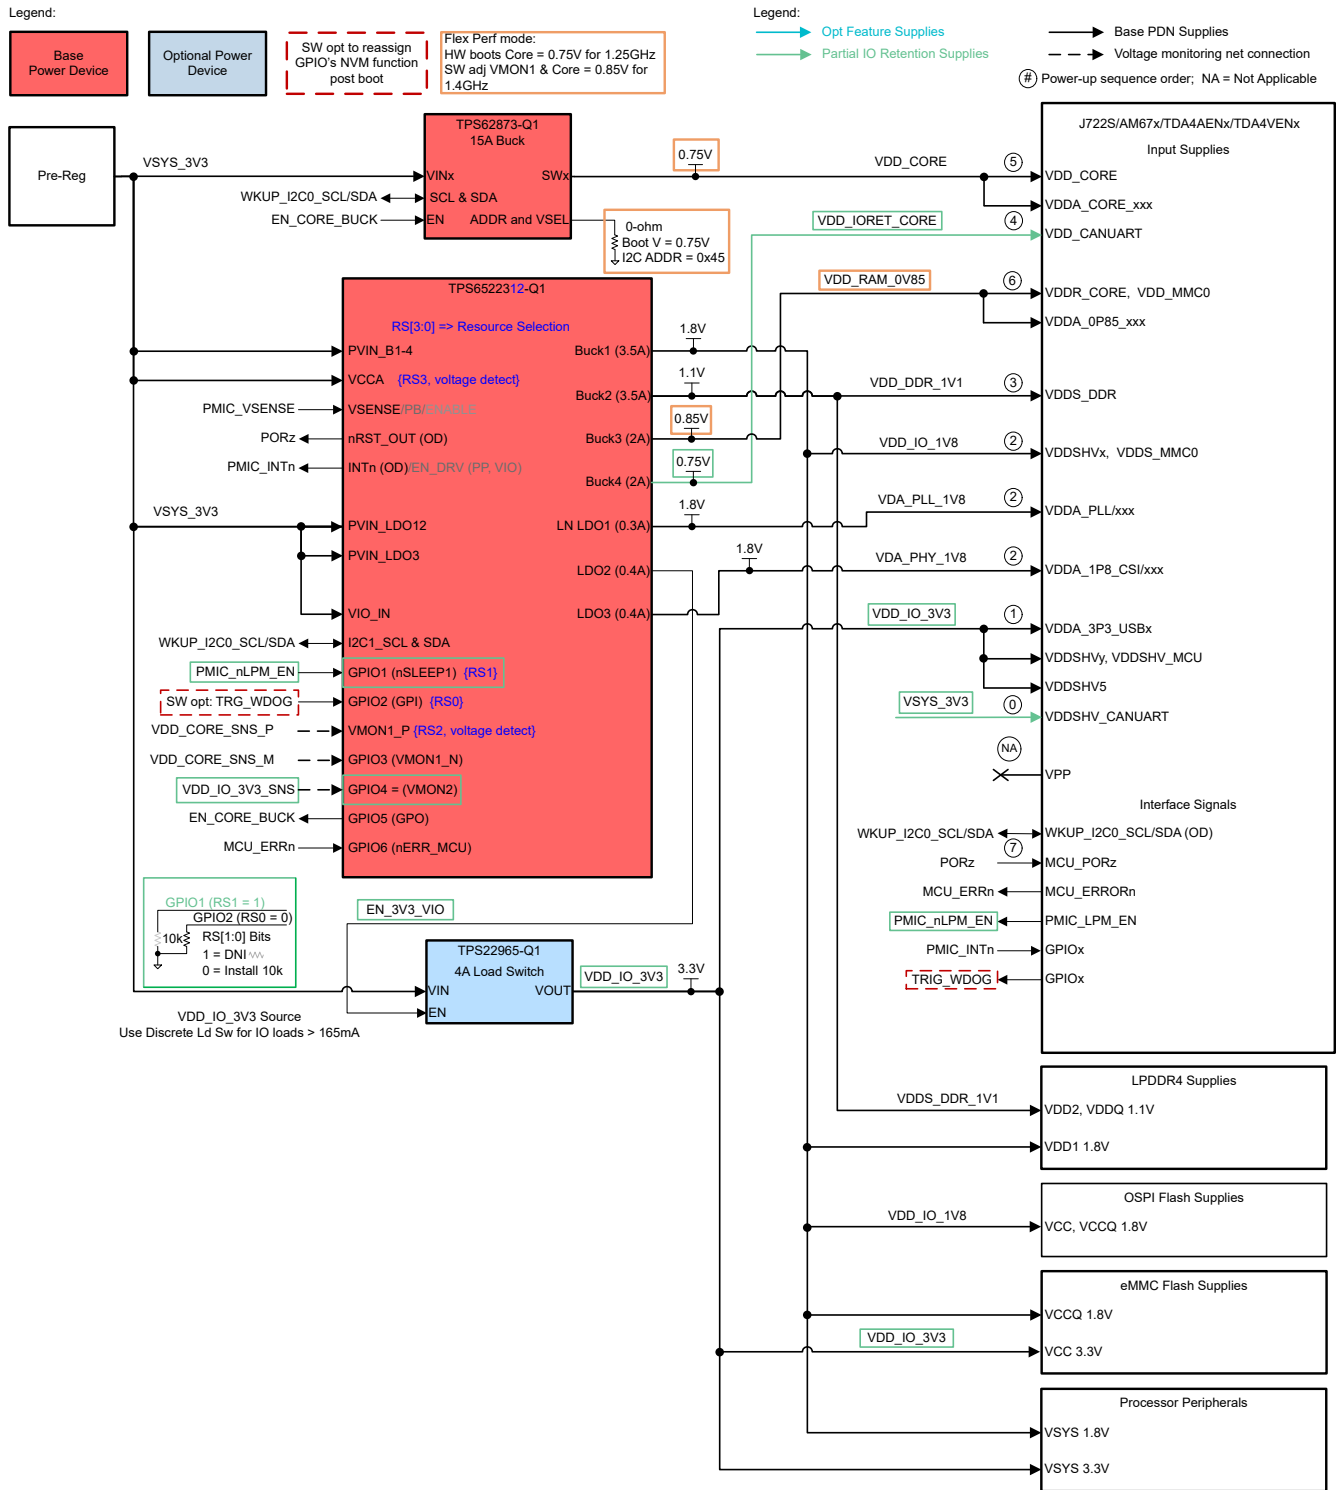 Legend:
Base
Power Device
Optional Power
Device
SW opt to reassign
GPIO's NVM function
post boot
Flex Perf mode:
HW boots Core = 0.75V for 1.25GHz
SW adj VMON1 & Core = 0.85V for
1.4GHz
Legend:
Opt Feature Supplies
Partial IO Retention Supplies
Base PDN Supplies
Voltage monitoring net connection
# Power-up sequence order; NA = Not Applicable
Pre-Reg
VSYS_3V3
WKUP_I2C0_SCL/SDA
EN_CORE_BUCK
TPS62873-Q1
15A Buck
VINx
SWx
SCL & SDA
EN
ADDR and VSEL
0.75V
0-ohm
Boot V = 0.75V
I2C ADDR = 0x45
VDD_CORE
VDD_IORET_CORE
VDD_RAM_0V85
TPS6522312-Q1
RS[3:0] => Resource Selection
PVIN_B1-4
VCCA {RS3, voltage detect}
PMIC_VSENSE
VSENSE/PB/ENABLE
PORz
nRST_OUT (OD)
PMIC_INTn
INTn (OD)/EN_DRV (PP, VIO)
VSYS_3V3
PVIN_LDO12
PVIN_LDO3
VIO_IN
WKUP_I2C0_SCL/SDA
I2C1_SCL & SDA
PMIC_nLPM_EN
GPIO1 (nSLEEP1) {RS1}
SW opt: TRG_WDOG
GPIO2 (GPI) {RS0}
VDD_CORE_SNS_P
VMON1_P {RS2, voltage detect}
VDD_CORE_SNS_M
GPIO3 (VMON1_N)
VDD_IO_3V3_SNS
GPIO4 = (VMON2)
EN_CORE_BUCK
GPIO5 (GPO)
MCU_ERRn
GPIO6 (nERR_MCU)
Buck1 (3.5A)
1.8V
Buck2 (3.5A)
1.1V
Buck3 (2A)
0.85V
Buck4 (2A)
0.75V
LN LDO1 (0.3A)
1.8V
LDO2 (0.4A)
LDO3 (0.4A)
1.8V
VDD_DDR_1V1
VDD_IO_1V8
VDA_PLL_1V8
VDA_PHY_1V8
VDD_IO_3V3
VSYS_3V3
J722S/AM67x/TDA4AENx/TDA4VENx
Input Supplies
5
VDD_CORE
VDDA_CORE_xxx
4
VDD_CANUART
6
VDDR_CORE, VDD_MMC0
VDDA_0P85_xxx
3
VDDS_DDR
2
VDDSHVx, VDDS_MMC0
2
VDDA_PLL/xxx
2
VDDA_1P8_CSI/xxx
1
VDDA_3P3_USBx
VDDSHVy, VDDSHV_MCU
VDDSHV5
0
VDDSHV_CANUART
NA
VPP
Interface Signals
WKUP_I2C0_SCL/SDA
WKUP_I2C0_SCL/SDA (OD)
7
PORz
MCU_PORz
MCU_ERRn
MCU_ERRORn
PMIC_nLPM_EN
PMIC_LPM_EN
PMIC_INTn
GPIOx
TRIG_WDOG
GPIOx
GPIO1 (RS1 = 1)
GPIO2 (RS0 = 0)
10k
RS[1:0] Bits
1 = DNI
0 = Install 10k
EN_3V3_VIO
TPS22965-Q1
4A Load Switch
VIN
VOUT
EN
VDD_IO_3V3
3.3V
VDD_IO_3V3 Source
Use Discrete Ld Sw for IO loads > 165mA
LPDDR4 Supplies
VDDS_DDR_1V1
VDD2, VDDQ 1.1V
VDD1 1.8V
OSPI Flash Supplies
VDD_IO_1V8
VCC, VCCQ 1.8V
eMMC Flash Supplies
VCCQ 1.8V
VDD_IO_3V3
VCC 3.3V
Processor Peripherals
VSYS 1.8V
VSYS 3.3V